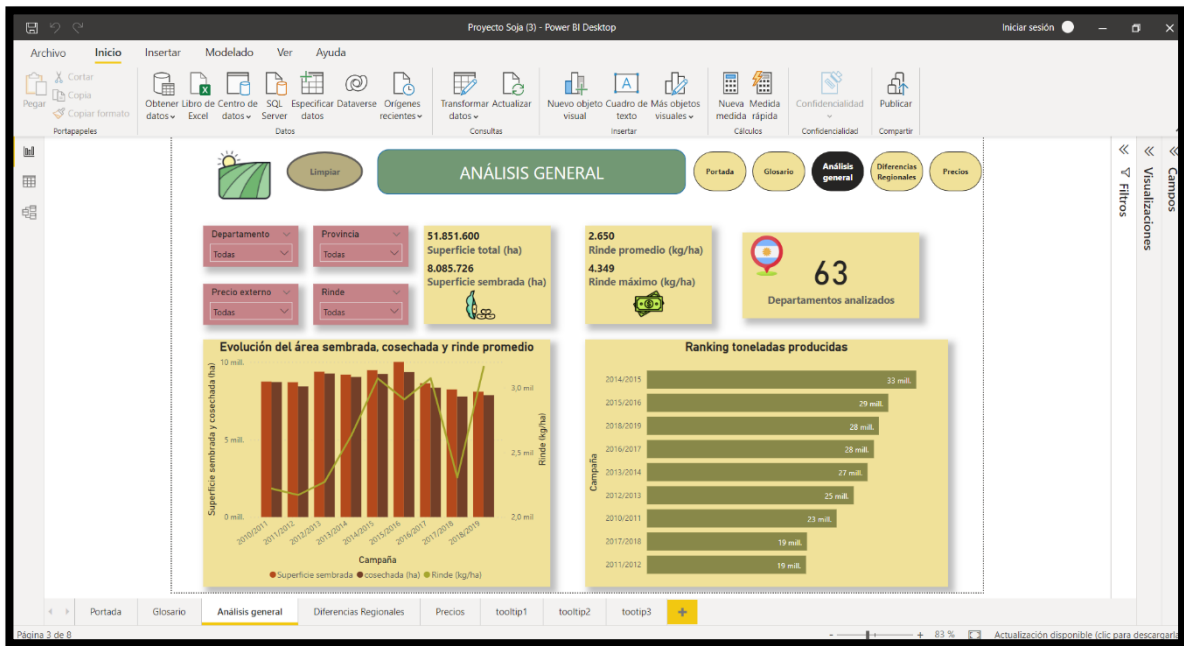 Proyecto Soja (3) - Power BI Desktop
Iniciar sesión
Archivo Inicio Insertar Modelado Ver Ayuda
Pegar
Cortar
Copia
Copiar formato
Portapapeles
Obtener datos
Libro de Excel
Centro de datos
SQL Server
Especificar datos
Dataverse
Orígenes recientes
Datos
Transformar datos
Actualizar
Consultas
Nuevo objeto visual
Cuadro de texto
Más objetos visuales
Insertar
Nueva medida
Medida rápida
Cálculos
Confidencialidad
Confidencialidad
Publicar
Compartir
Limpiar
ANÁLISIS GENERAL
Portada
Glosario
Análisis general
Diferencias Regionales
Precios
Filtros
Visualizaciones
Campos
Departamento
Todas
Provincia
Todas
Precio externo
Todas
Rinde
Todas
51.851.600
Superficie total (ha)
8.085.726
Superficie sembrada (ha)
2.650
Rinde promedio (kg/ha)
4.349
Rinde máximo (kg/ha)
63
Departamentos analizados
Evolución del área sembrada, cosechada y rinde promedio
Superficie sembrada y cosechada (ha)
10 mill.
5 mill.
0 mill.
3,0 mil
2,5 mil
2,0 mil
Rinde (kg/ha)
2010/2011
2011/2012
2012/2013
2013/2014
2014/2015
2015/2016
2016/2017
2017/2018
2018/2019
Campaña
Superficie sembrada cosechada (ha) Rinde (kg/ha)
Ranking toneladas producidas
Campaña
2014/2015 33 mill.
2015/2016 29 mill.
2018/2019 28 mill.
2016/2017 28 mill.
2013/2014 27 mill.
2012/2013 25 mill.
2010/2011 23 mill.
2017/2018 19 mill.
2011/2012 19 mill.
Portada Glosario Análisis general Diferencias Regionales Precios tooltip1 tooltip2 tootip3 +
Página 3 de 8
- + 83 % Actualización disponible (clic para descargarla